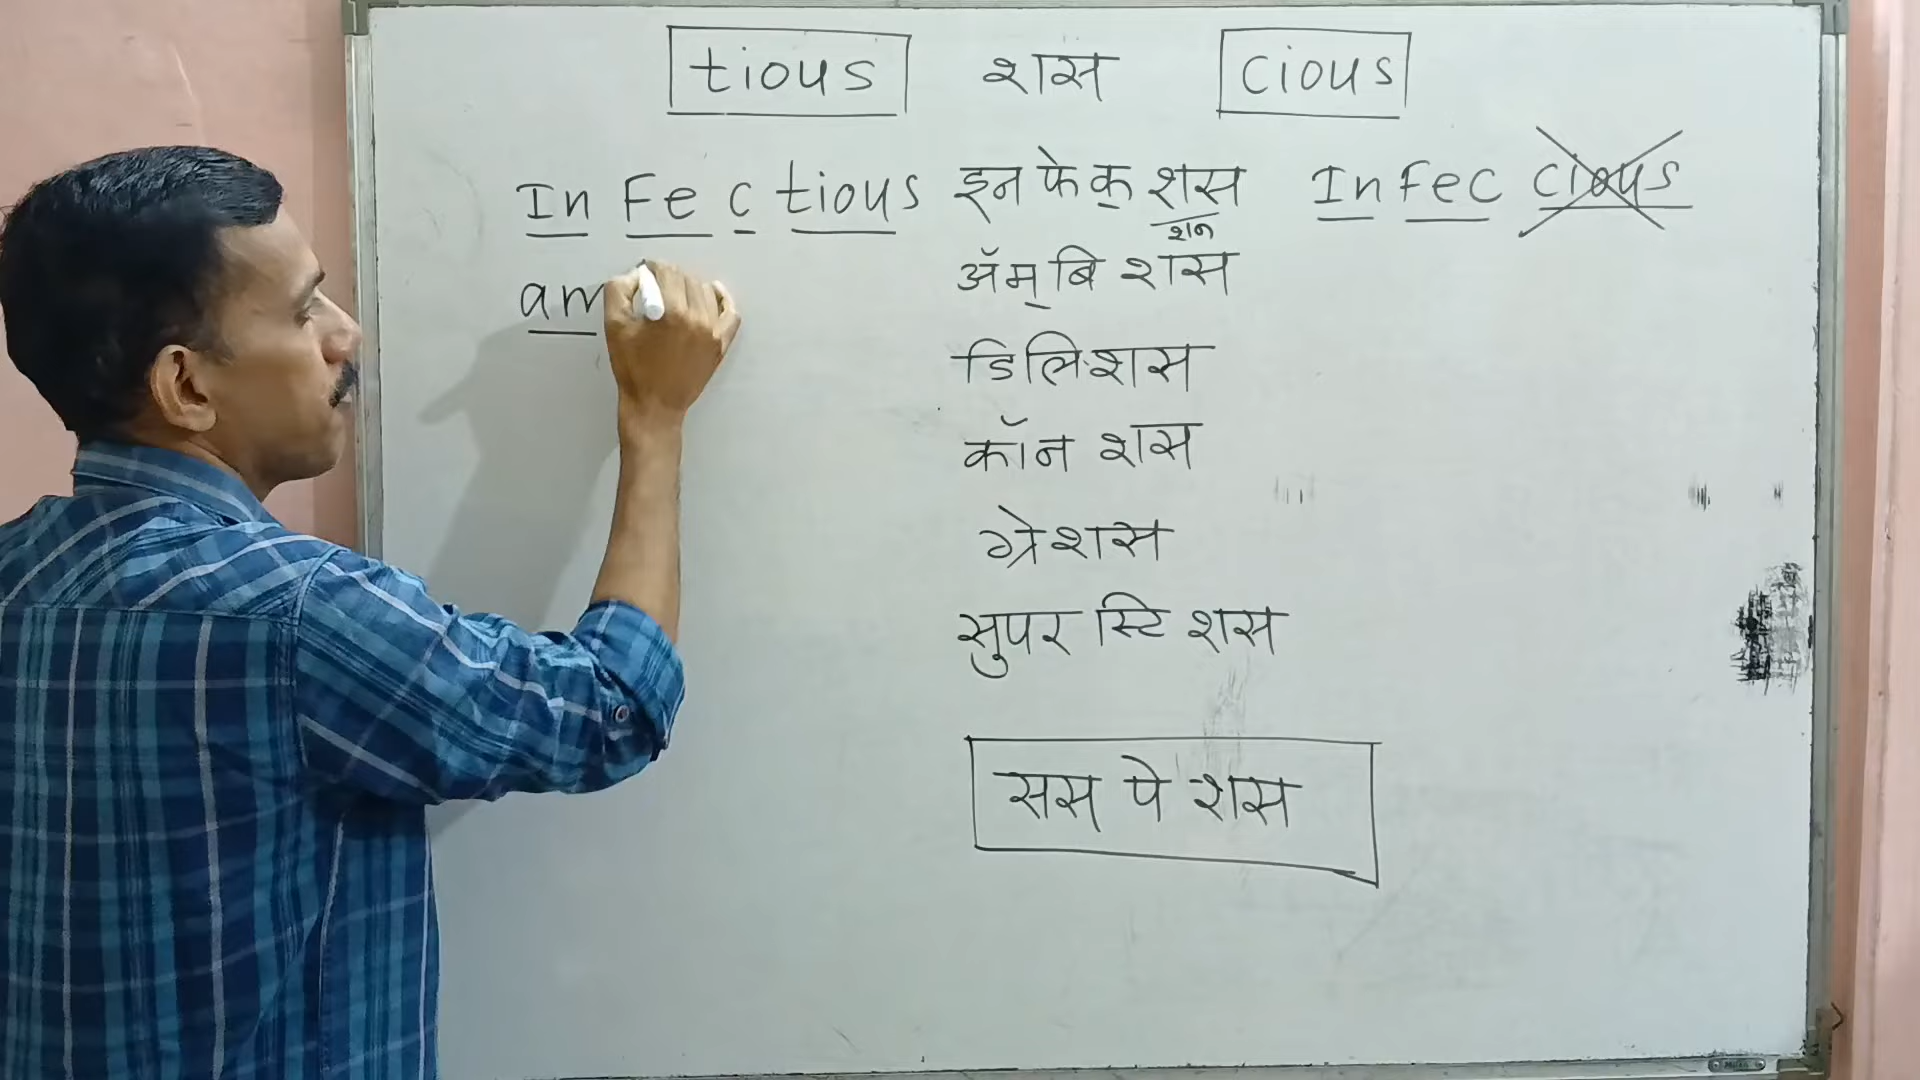 tious शस cious
In Fe c tious इन फे क् शस In fec cious
शन
am ॲम् बि शस
डिलिशस
कॉन शस
ग्रेशस
सुपर स्टि शस
सस पे शस